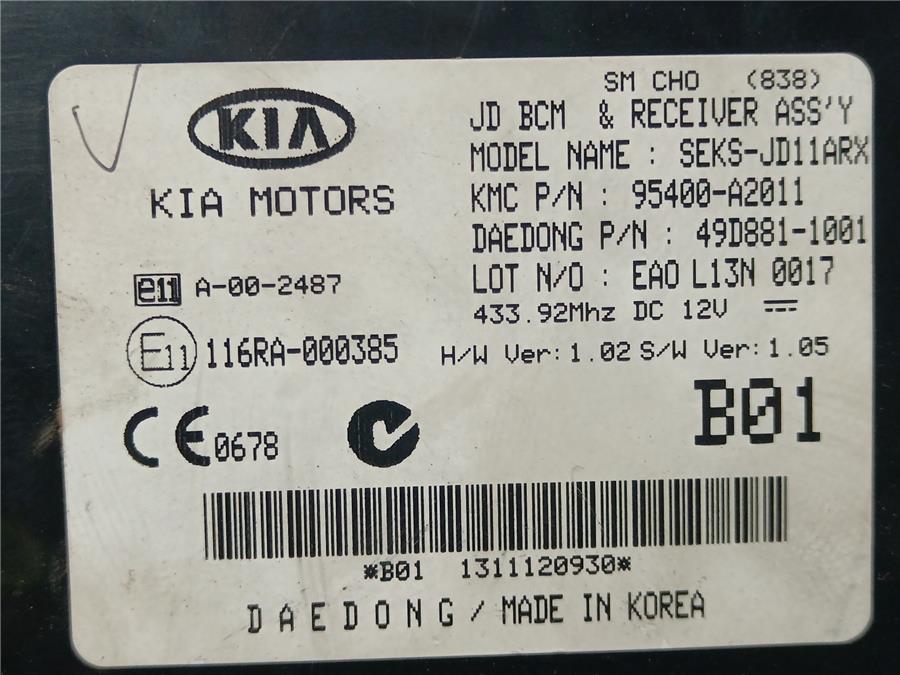 SM CHO (838)
KIA
JD BCM & RECEIVER ASS'Y
MODEL NAME : SEKS-JD11ARX
KIA MOTORS
KMC P/N : 95400-A2011
DAEDONG P/N : 49D881-1001
e11 A-00-2487
LOT N/O : EAO L13N 0017
433.92Mhz DC 12V
E11 116RA-000385
H/W Ver: 1.02 S/W Ver: 1.05
B01
CE 0678
*B01 1311120930*
DAEDONG / MADE IN KOREA